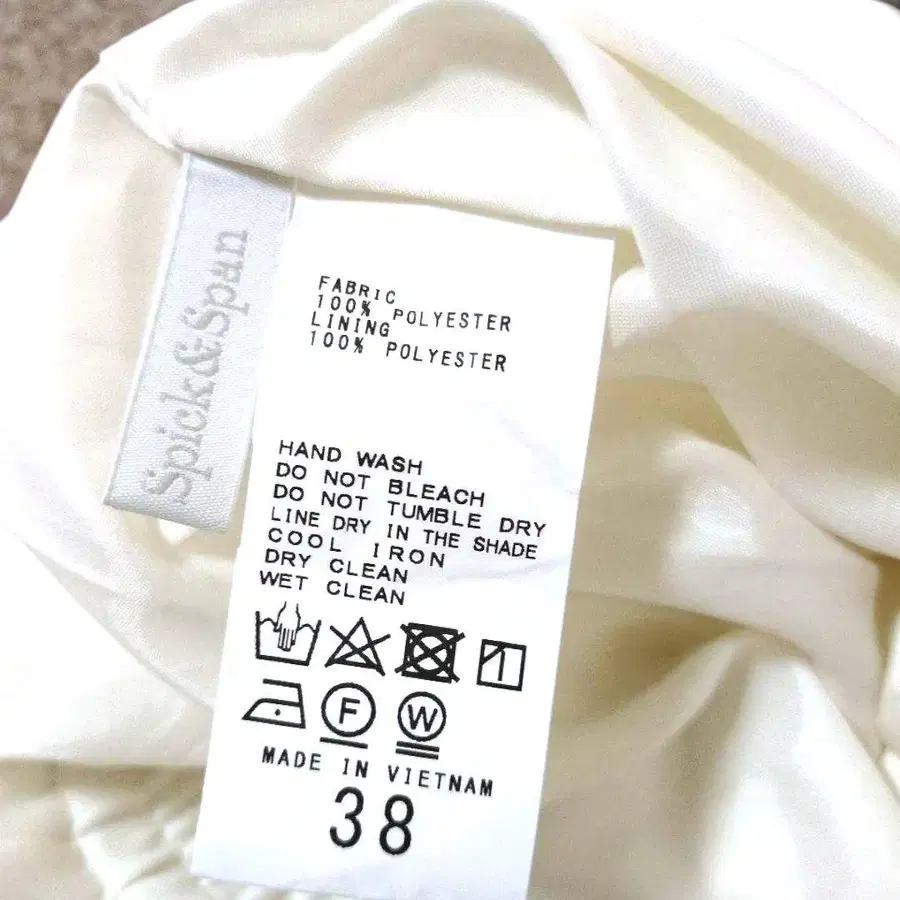 Spick&Span
FABRIC
100% POLYESTER
LINING
100% POLYESTER
HAND WASH
DO NOT BLEACH
DO NOT TUMBLE DRY
LINE DRY IN THE SHADE
COOL IRON
DRY CLEAN
WET CLEAN
F W
MADE IN VIETNAM
38